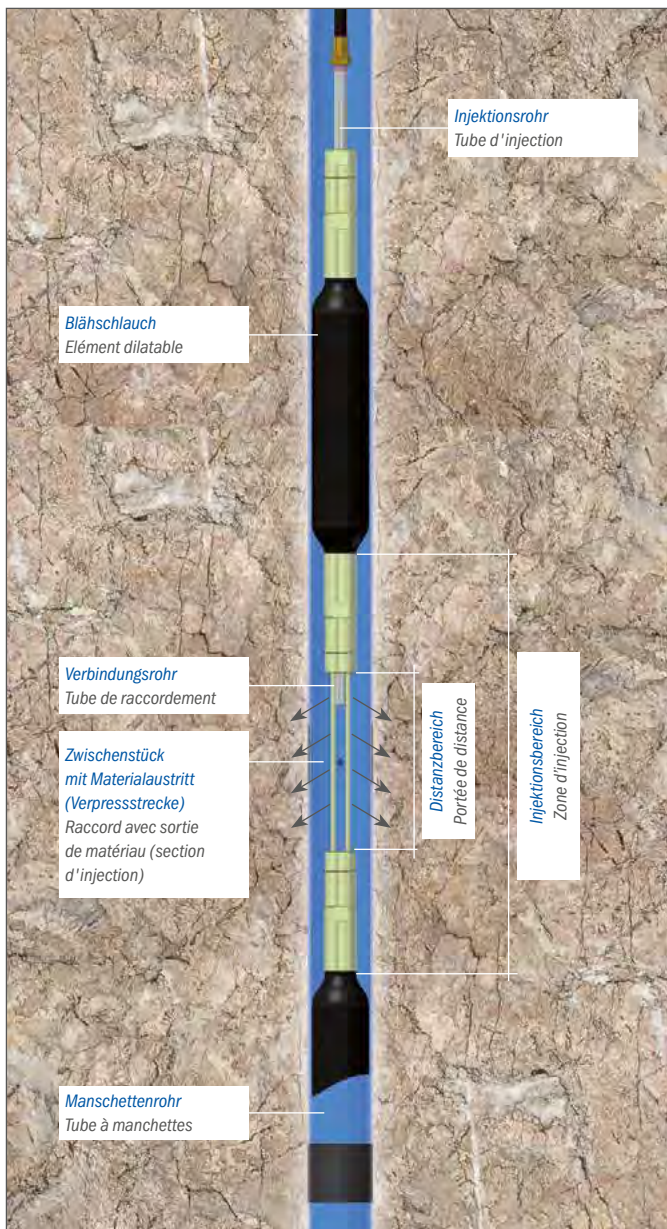 Injektionsrohr
Tube d'injection
Blähschlauch
Elément dilatable
Verbindungsrohr
Tube de raccordement
Zwischenstück
mit Materialaustritt
(Verpressstrecke)
Raccord avec sortie
de matériau (section
d'injection)
Distanzbereich
Portée de distance
Injektionsbereich
Zone d'injection
Manschettenrohr
Tube à manchettes